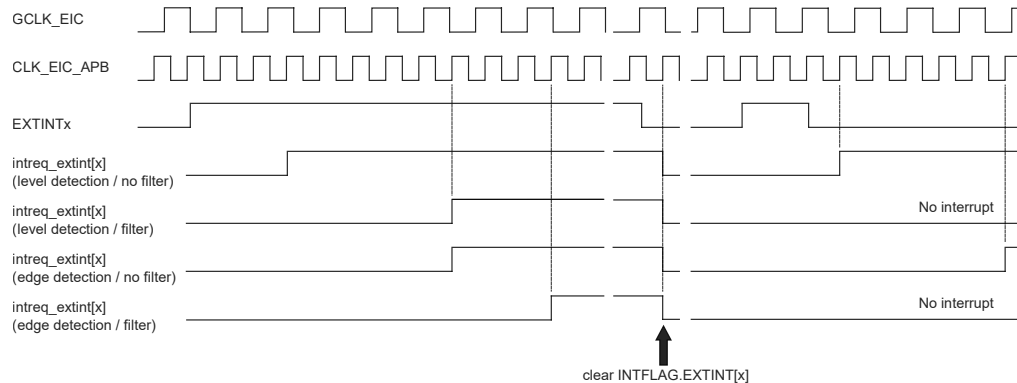 GCLK_EIC
CLK_EIC_APB
EXTINTx
intreq_extint[x]
(level detection / no filter)
intreq_extint[x]
(level detection / filter)
No interrupt
intreq_extint[x]
(edge detection / no filter)
intreq_extint[x]
(edge detection / filter)
No interrupt
clear INTFLAG.EXTINT[x]